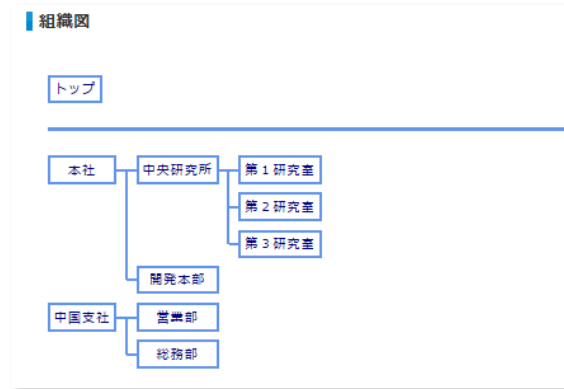 組織図
トップ
本社 中央研究所 第1研究室
第2研究室
第3研究室
開発本部
中国支社 営業部
総務部